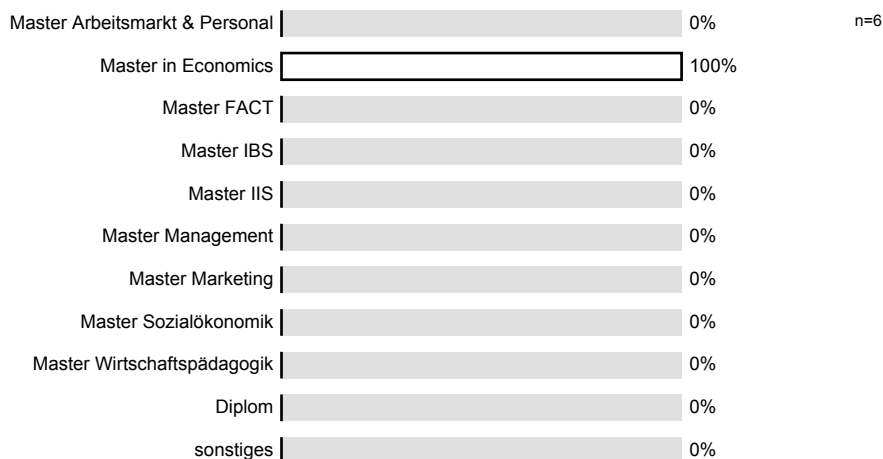 Master Arbeitsmarkt & Personal 0% n=6
Master in Economics 100%
Master FACT 0%
Master IBS 0%
Master IIS 0%
Master Management 0%
Master Marketing 0%
Master Sozialökonomik 0%
Master Wirtschaftspädagogik 0%
Diplom 0%
sonstiges 0%